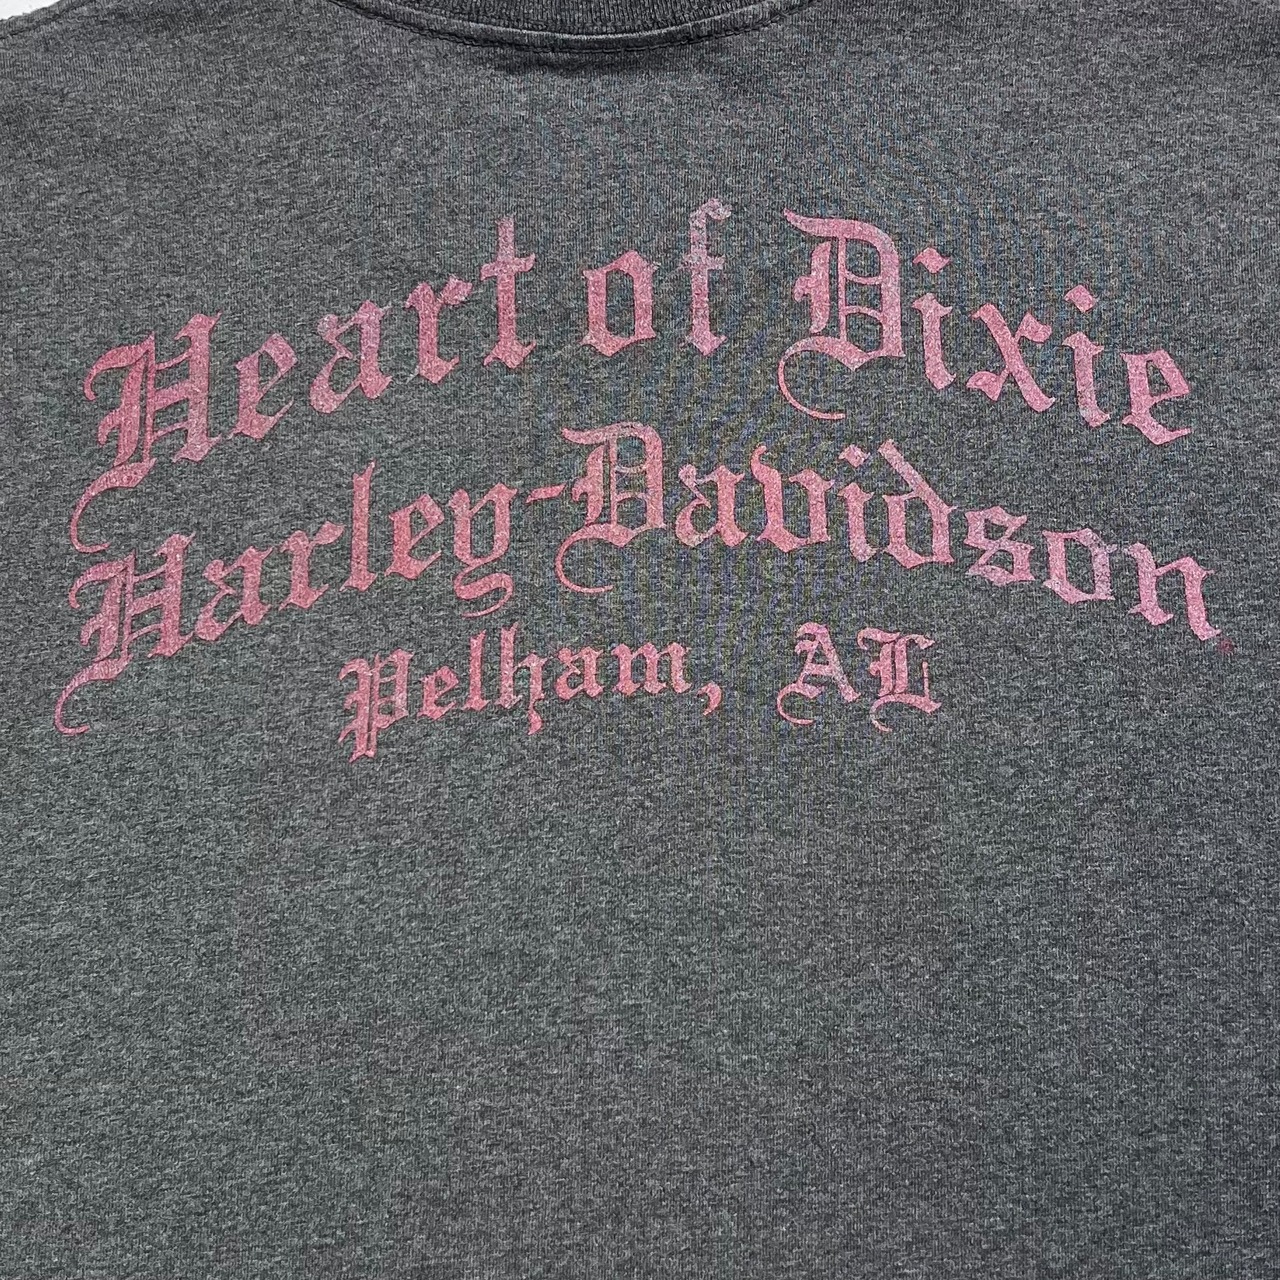 Heart of Dixie
Harley-Davidson
Pelham, AL